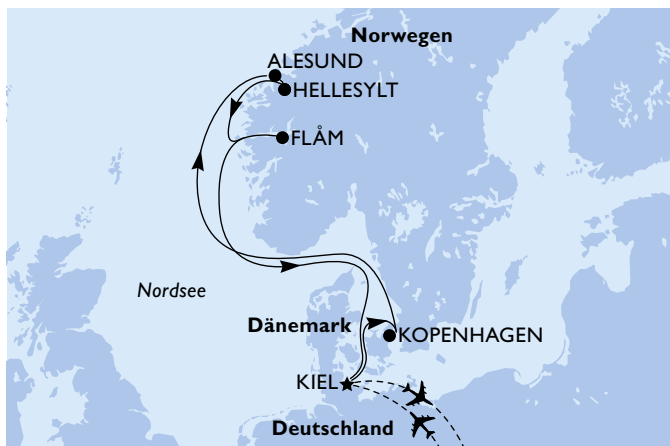 Norwegen
ALESUND
HELLESYLT
FLÅM
Nordsee
Dänemark
KOPENHAGEN
KIEL
Deutschland